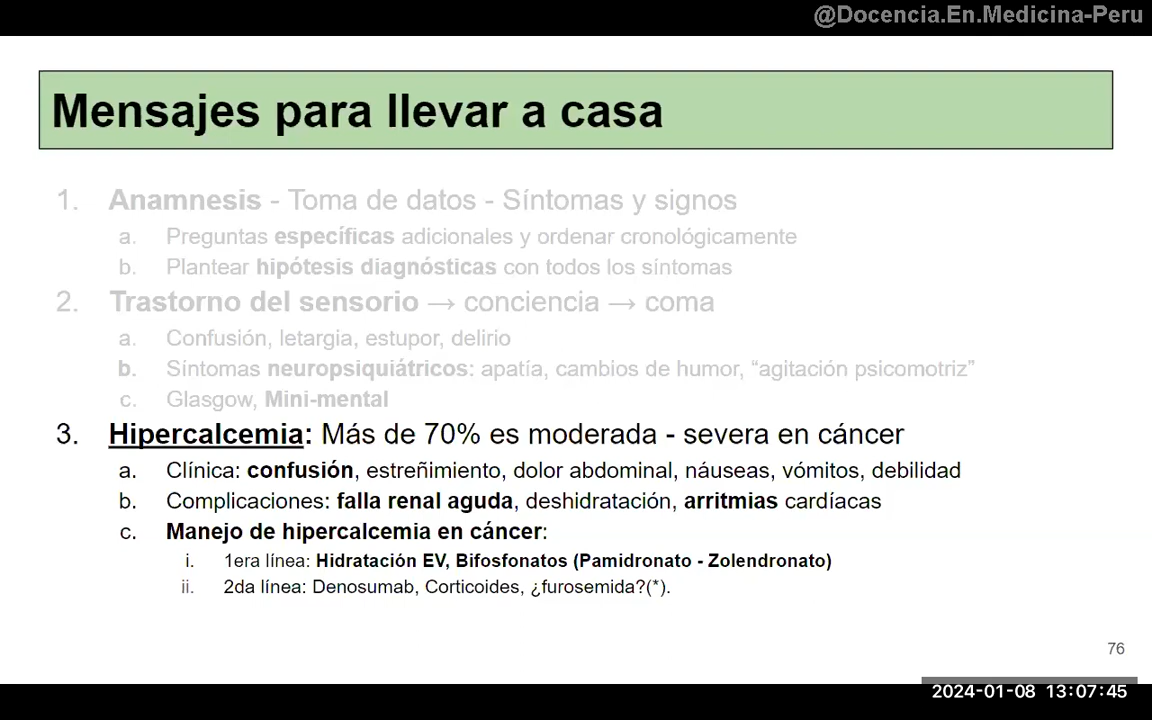 @Docencia.En.Medicina-Peru
Mensajes para llevar a casa
1. Anamnesis - Toma de datos - Síntomas y signos
a. Preguntas específicas adicionales y ordenar cronológicamente
b. Plantear hipótesis diagnósticas con todos los síntomas
2. Trastorno del sensorio → conciencia → coma
a. Confusión, letargia, estupor, delirio
b. Síntomas neuropsiquiátricos: apatía, cambios de humor, “agitación psicomotriz”
c. Glasgow, Mini-mental
3. Hipercalcemia: Más de 70% es moderada - severa en cáncer
a. Clínica: confusión, estreñimiento, dolor abdominal, náuseas, vómitos, debilidad
b. Complicaciones: falla renal aguda, deshidratación, arritmias cardíacas
c. Manejo de hipercalcemia en cáncer:
i. 1era línea: Hidratación EV, Bifosfonatos (Pamidronato - Zolendronato)
ii. 2da línea: Denosumab, Corticoides, ¿furosemida?(*).
76
2024-01-08 13:07:45